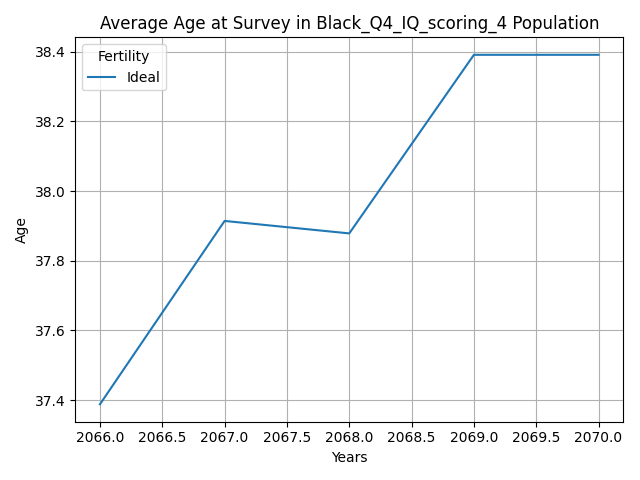 Average Age at Survey in Black_Q4_IQ_scoring_4 Population
Fertility
Ideal
38.4
38.2
38.0
37.8
37.6
37.4
Age
2066.0 2066.5 2067.0 2067.5 2068.0 2068.5 2069.0 2069.5 2070.0
Years